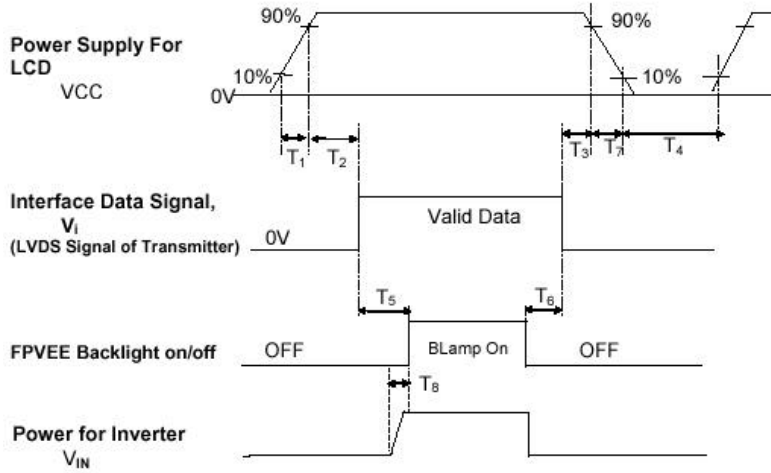 Power Supply For
LCD
VCC
90%
10%
0V
90%
10%
T₁
T₂
T₃
T₇
T₄
Interface Data Signal,
Vᵢ
(LVDS Signal of Transmitter)
0V
Valid Data
T₅
T₆
FPVEE Backlight on/off
OFF
BLamp On
OFF
T₈
Power for Inverter
V_IN